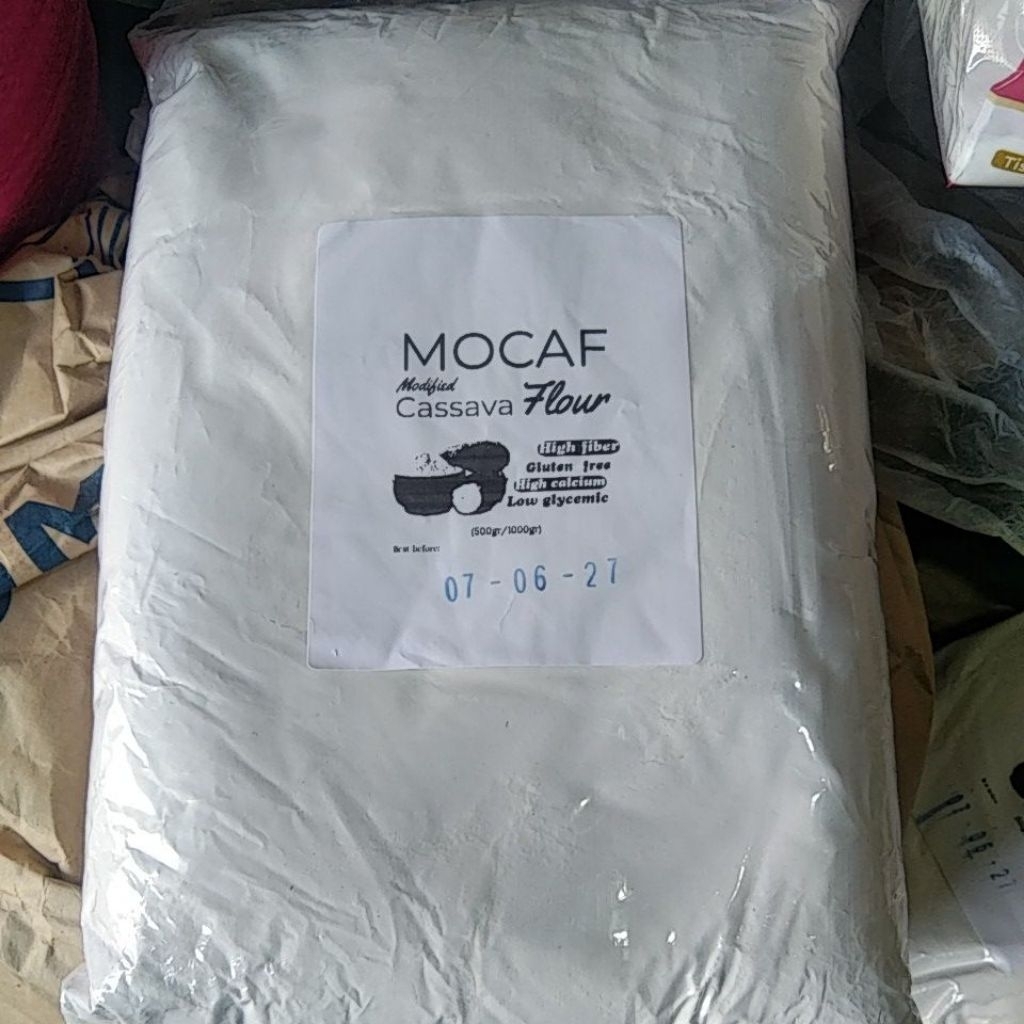 MOCAF
Modified
Cassava Flour
High fiber
Gluten free
High calcium
Low glycemic
(500gr/1000gr)
Best before:
07 - 06 - 27
Tis
M